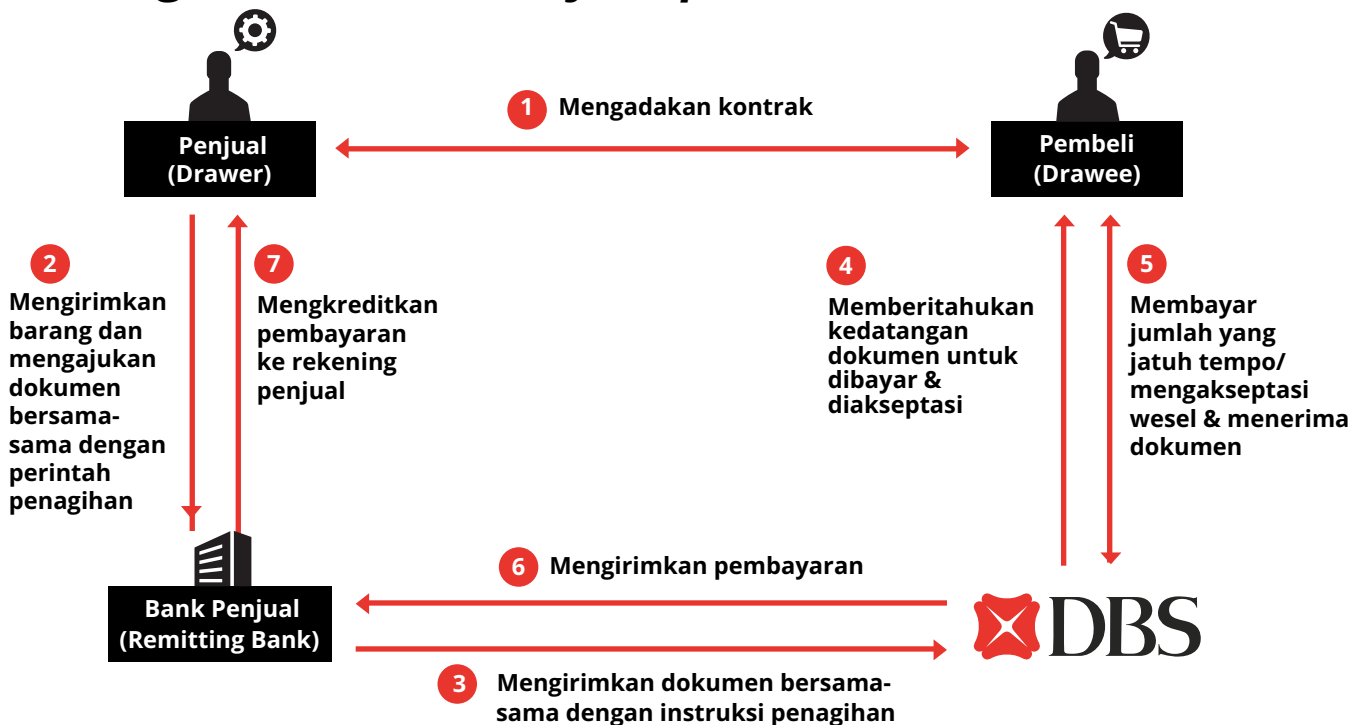 1 Mengadakan kontrak
Penjual
(Drawer)
Pembeli
(Drawee)
2
Mengirimkan
barang dan
mengajukan
dokumen
bersama-
sama dengan
perintah
penagihan
7
Mengkreditkan
pembayaran
ke rekening
penjual
4
Memberitahukan
kedatangan
dokumen untuk
dibayar &
diakseptasi
5
Membayar
jumlah yang
jatuh tempo/
mengakseptasi
wesel & menerima
dokumen
6 Mengirimkan pembayaran
Bank Penjual
(Remitting Bank)
DBS
3 Mengirimkan dokumen bersama-
sama dengan instruksi penagihan